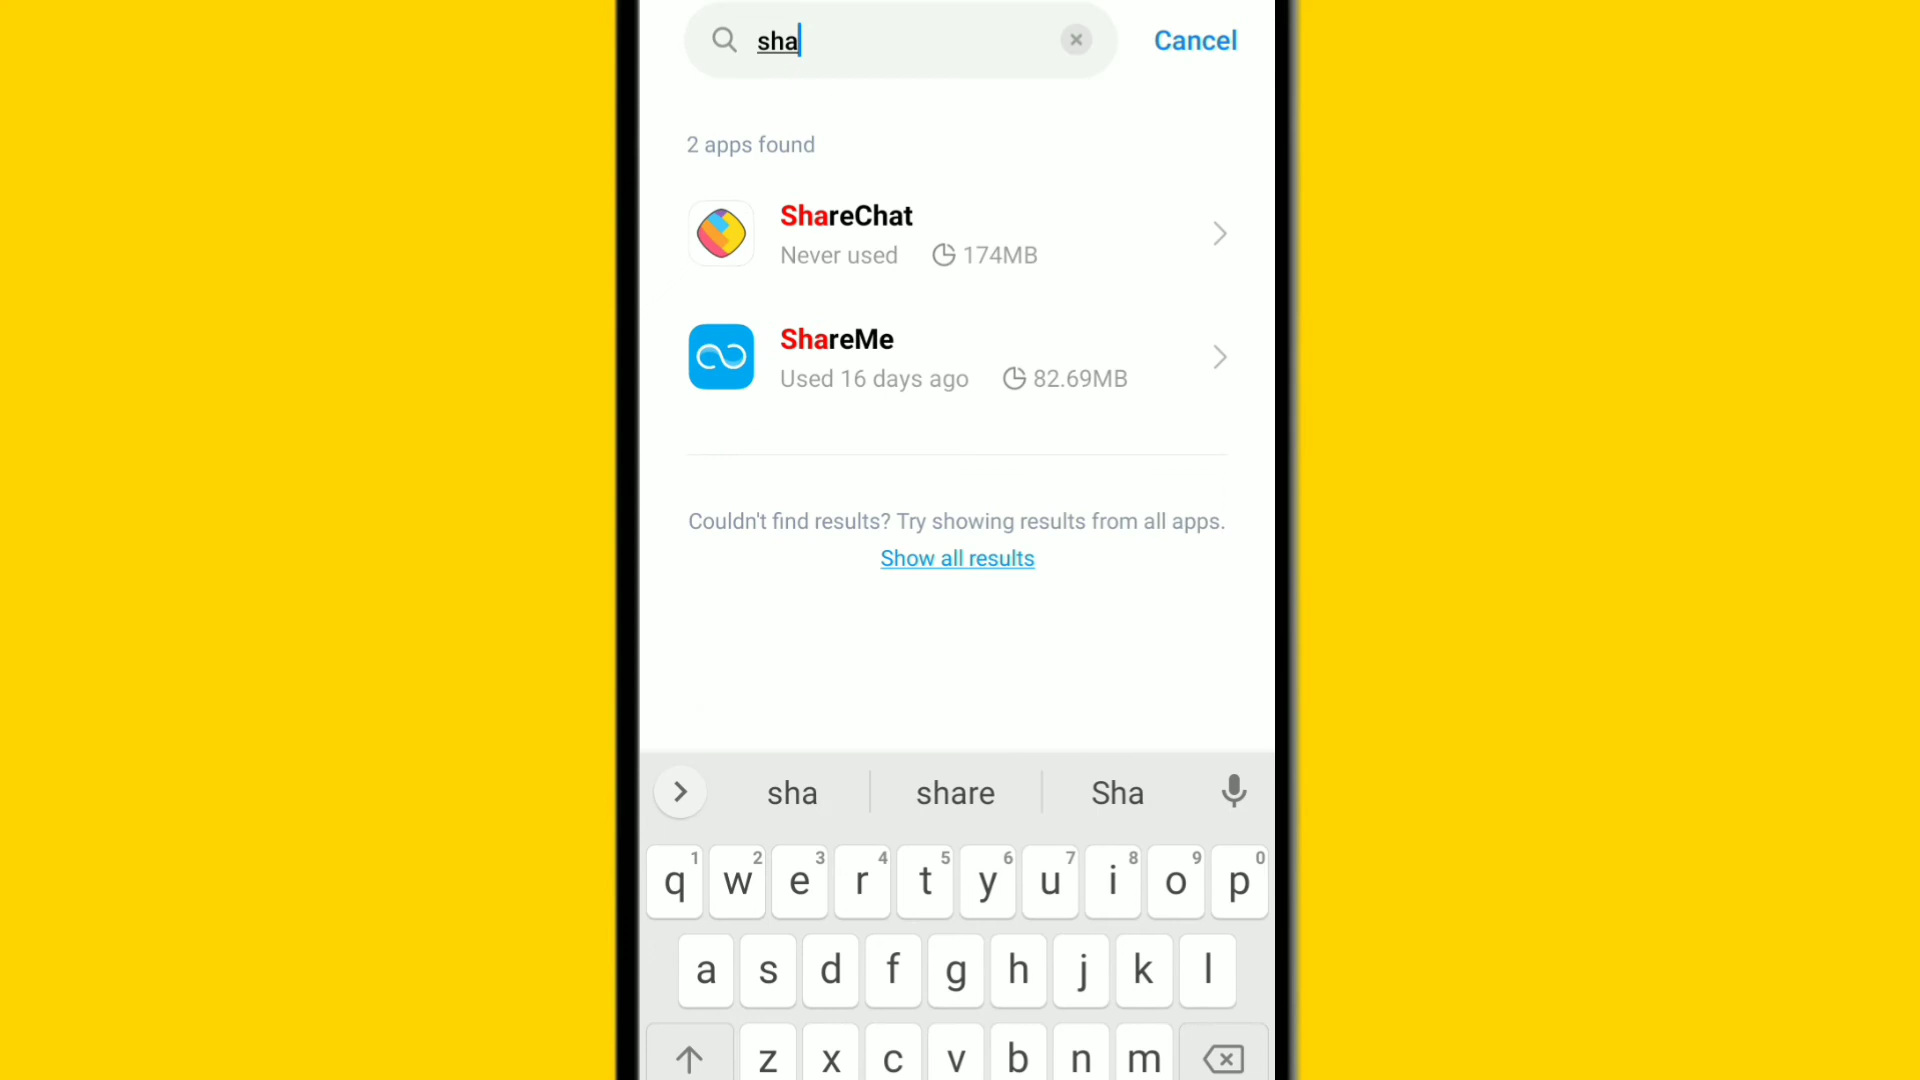 sha
Cancel
2 apps found
ShareChat
Never used 174MB
ShareMe
Used 16 days ago 82.69MB
Couldn't find results? Try showing results from all apps.
Show all results
sha share Sha
1 2 3 4 5 6 7 8 9 0
q w e r t y u i o p
a s d f g h j k l
z x c v b n m